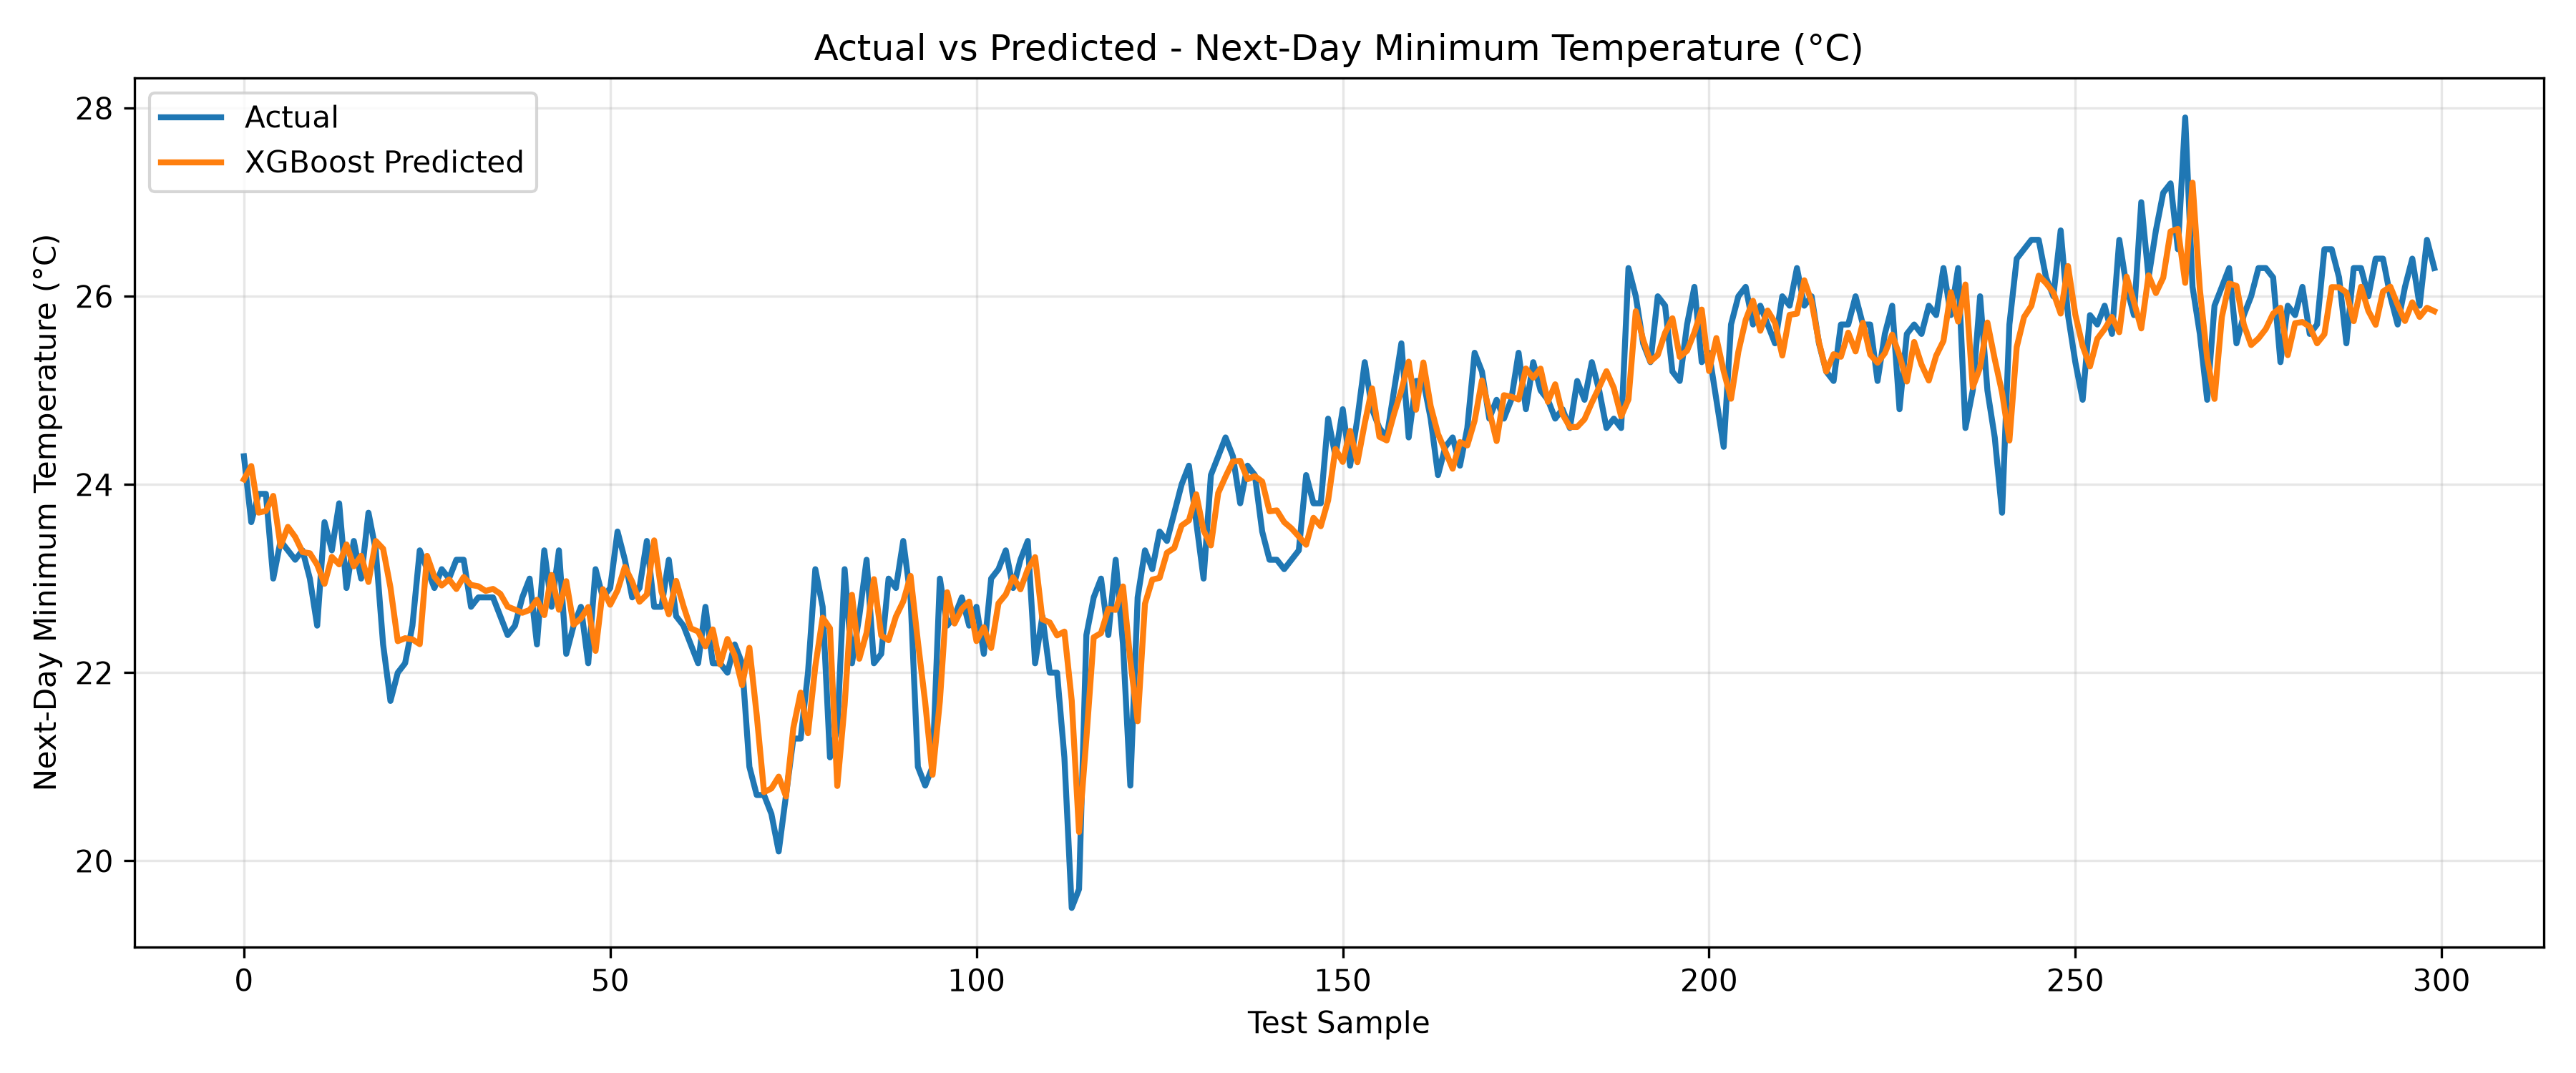 Actual vs Predicted - Next-Day Minimum Temperature (°C)
Actual
XGBoost Predicted
Next-Day Minimum Temperature (°C)
28
26
24
22
20
0 50 100 150 200 250 300
Test Sample